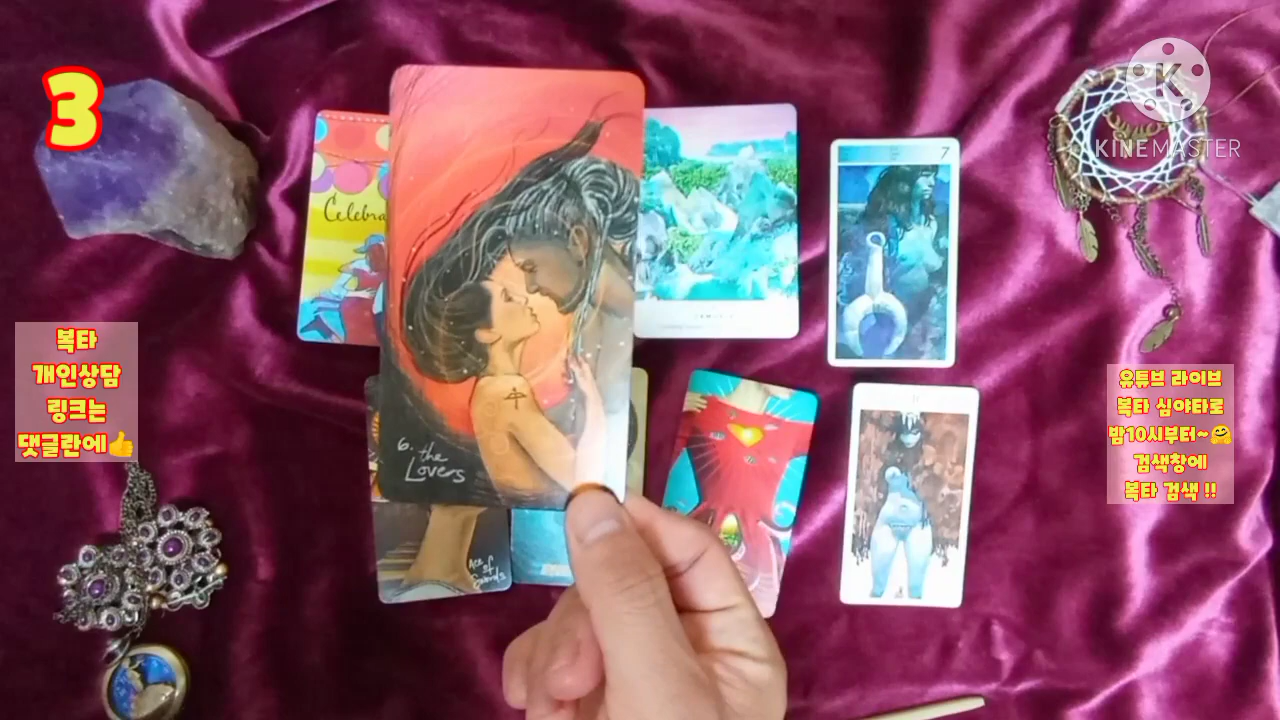 3
KINEMASTER
Celebra
7
복타
개인상담
링크는
댓글란에👍
유튜브 라이브
복타 심야타로
밤10시부터~🤗
검색창에
복타 검색 !!
6. the
Lovers
Ace of